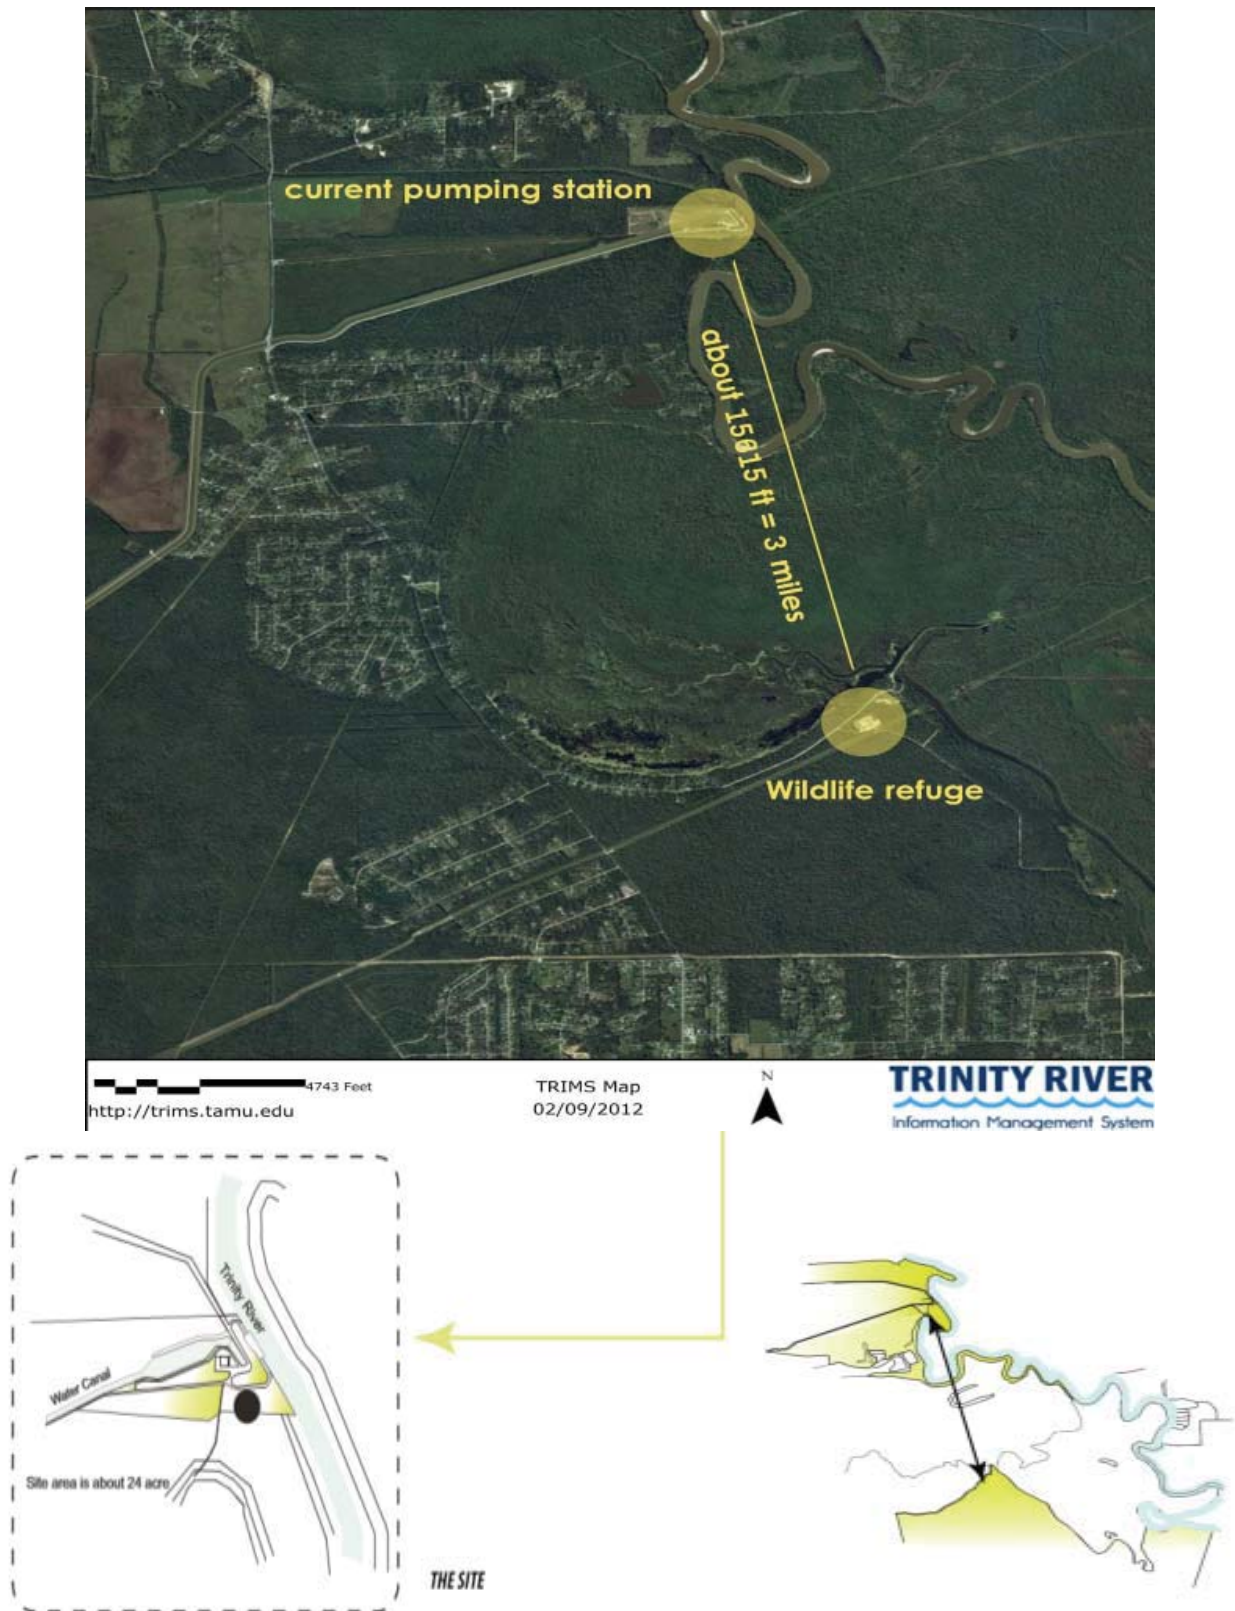 current pumping station
about 15015 ft = 3 miles
Wildlife refuge
4743 Feet
http://trims.tamu.edu
TRIMS Map
02/09/2012
N
TRINITY RIVER
Information Management System
Trinity River
Water Canal
Site area is about 24 acre
THE SITE